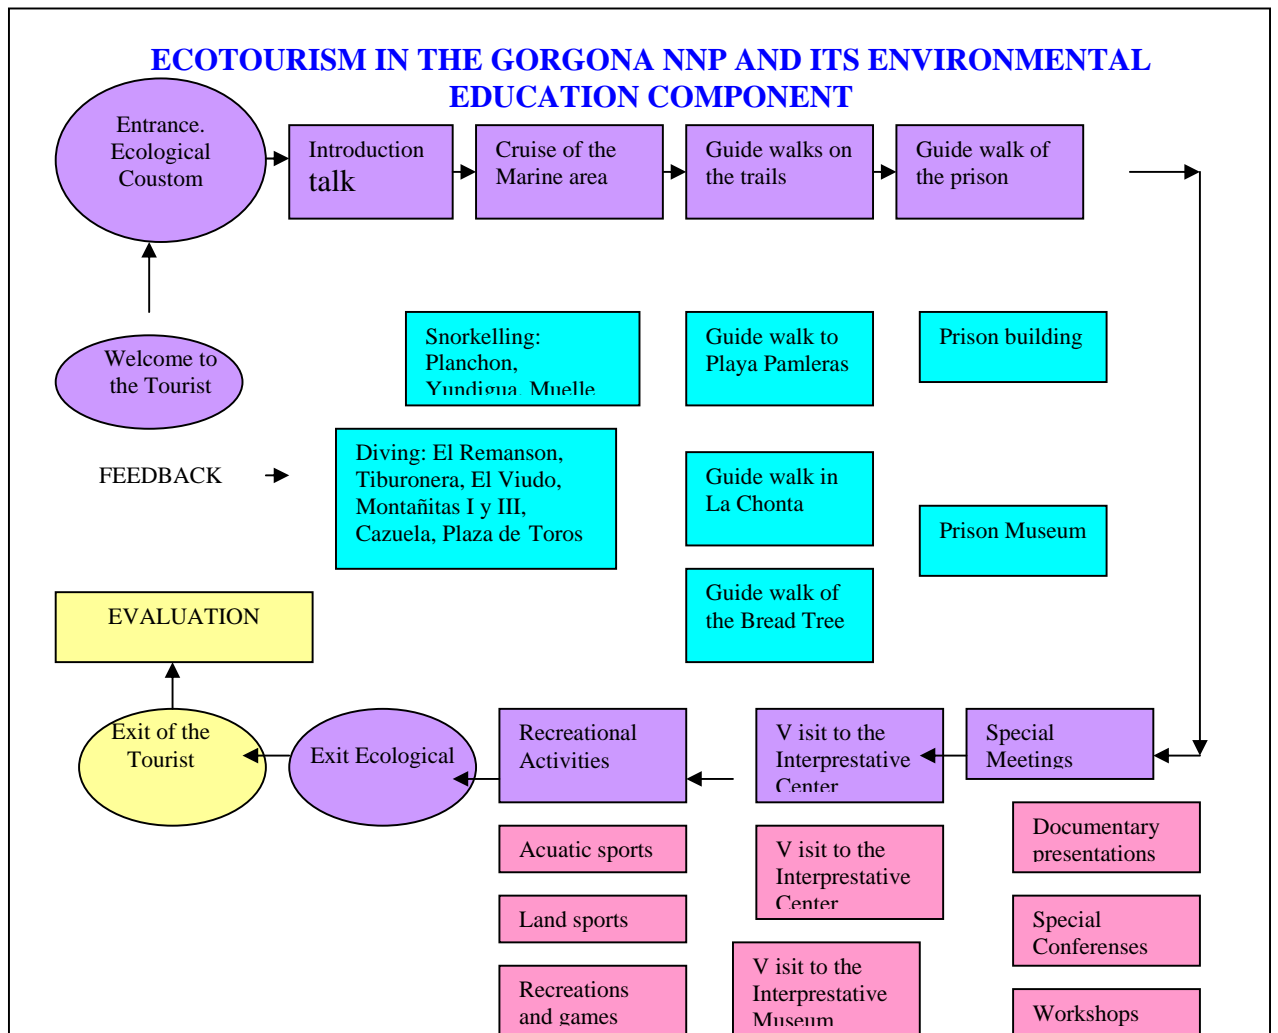 ECOTOURISM IN THE GORGONA NNP AND ITS ENVIRONMENTAL
EDUCATION COMPONENT
Entrance.
Ecological
Coustom
Introduction
talk
Cruise of the
Marine area
Guide walks on
the trails
Guide walk of
the prison
Welcome to
the Tourist
Snorkelling:
Planchon,
Yundigua, Muelle
Guide walk to
Playa Pamleras
Prison building
FEEDBACK
Diving: El Remanson,
Tiburonera, El Viudo,
Montañitas I y III,
Cazuela, Plaza de Toros
Guide walk in
La Chonta
Prison Museum
Guide walk of
the Bread Tree
EVALUATION
Exit of the
Tourist
Exit Ecological
Recreational
Activities
V isit to the
Interprestative
Center
Special
Meetings
Acuatic sports
Land sports
Recreations
and games
V isit to the
Interprestative
Center
V isit to the
Interprestative
Museum
Documentary
presentations
Special
Conferenses
Workshops